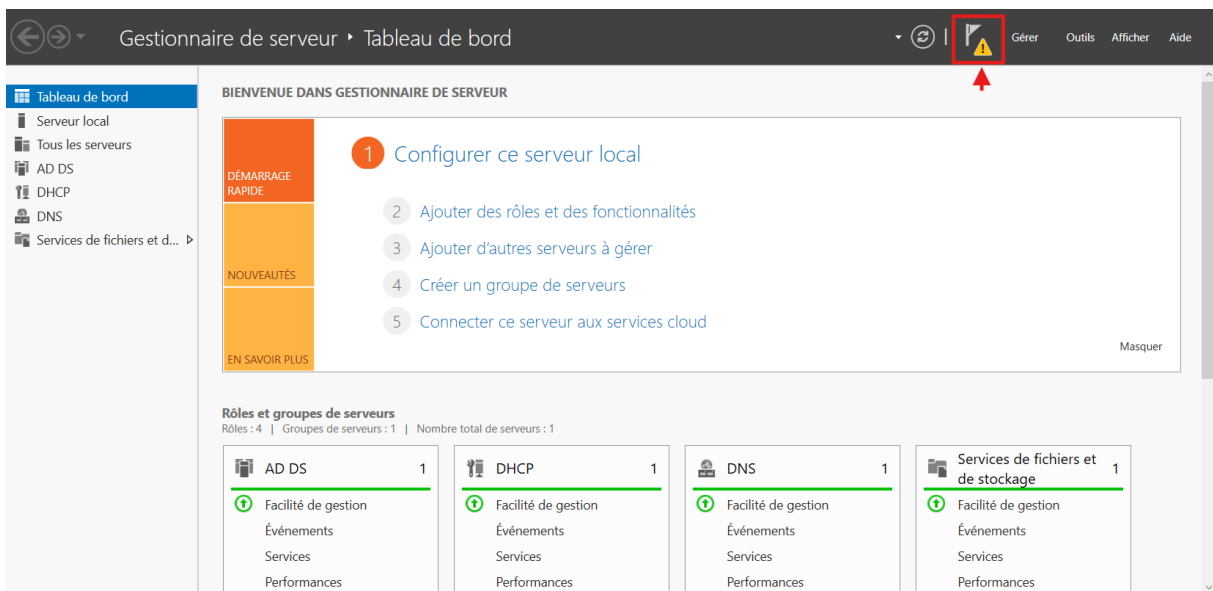 Gestionnaire de serveur ‣ Tableau de bord
Gérer Outils Afficher Aide
Tableau de bord
Serveur local
Tous les serveurs
AD DS
DHCP
DNS
Services de fichiers et d...
BIENVENUE DANS GESTIONNAIRE DE SERVEUR
DÉMARRAGE
RAPIDE
NOUVEAUTÉS
EN SAVOIR PLUS
1 Configurer ce serveur local
2 Ajouter des rôles et des fonctionnalités
3 Ajouter d’autres serveurs à gérer
4 Créer un groupe de serveurs
5 Connecter ce serveur aux services cloud
Masquer
Rôles et groupes de serveurs
Rôles : 4 | Groupes de serveurs : 1 | Nombre total de serveurs : 1
AD DS 1
Facilité de gestion
Événements
Services
Performances
DHCP 1
Facilité de gestion
Événements
Services
Performances
DNS 1
Facilité de gestion
Événements
Services
Performances
Services de fichiers et
de stockage 1
Facilité de gestion
Événements
Services
Performances